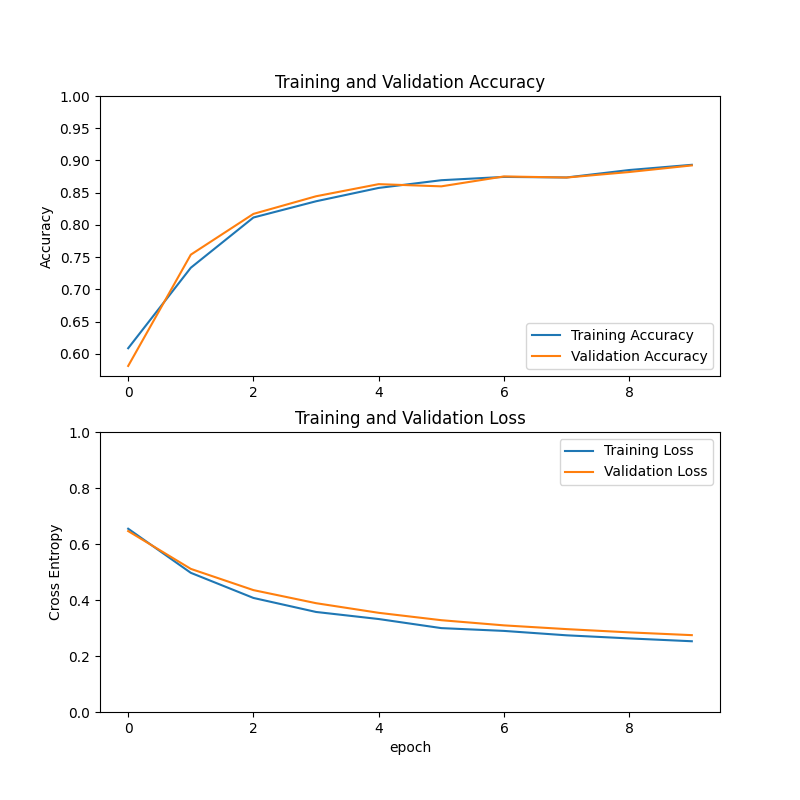 Training and Validation Accuracy
Accuracy
1.00
0.95
0.90
0.85
0.80
0.75
0.70
0.65
0.60
Training Accuracy
Validation Accuracy
0 2 4 6 8
Training and Validation Loss
Cross Entropy
1.0
0.8
0.6
0.4
0.2
0.0
Training Loss
Validation Loss
0 2 4 6 8
epoch